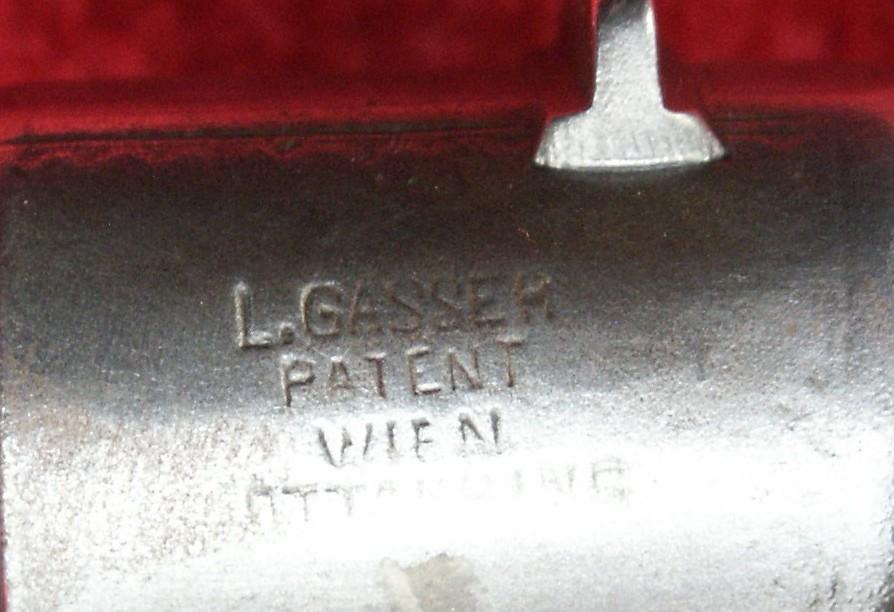 L. GASSER
PATENT
WIEN